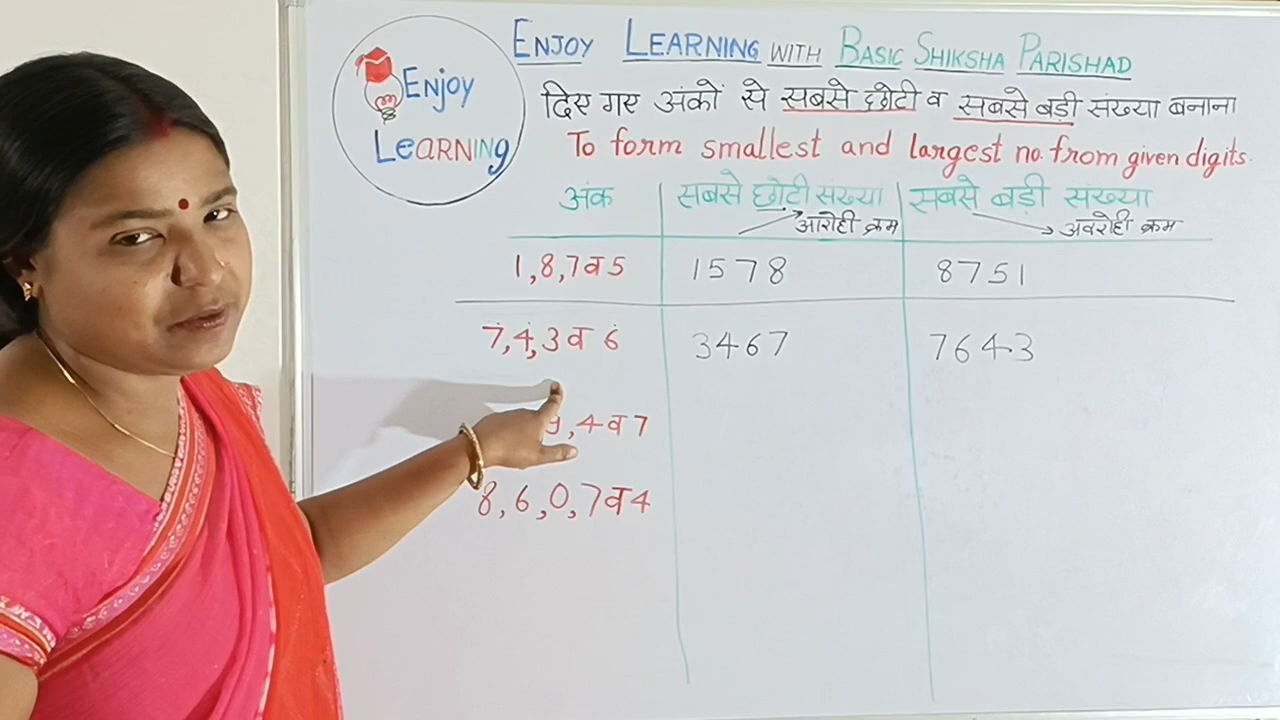 Enjoy
Learning
Enjoy Learning with Basic Shiksha Parishad
दिए गए अंकों से सबसे छोटी व सबसे बड़ी संख्या बनाना
To form smallest and largest no. from given digits.
अंक सबसे छोटी संख्या सबसे बड़ी संख्या
आरोही क्रम अवरोही क्रम
1,8,7 व 5 1578 8751
7,4,3 व 6 3467 7643
,4 व 7
8,6,0,7 व 4